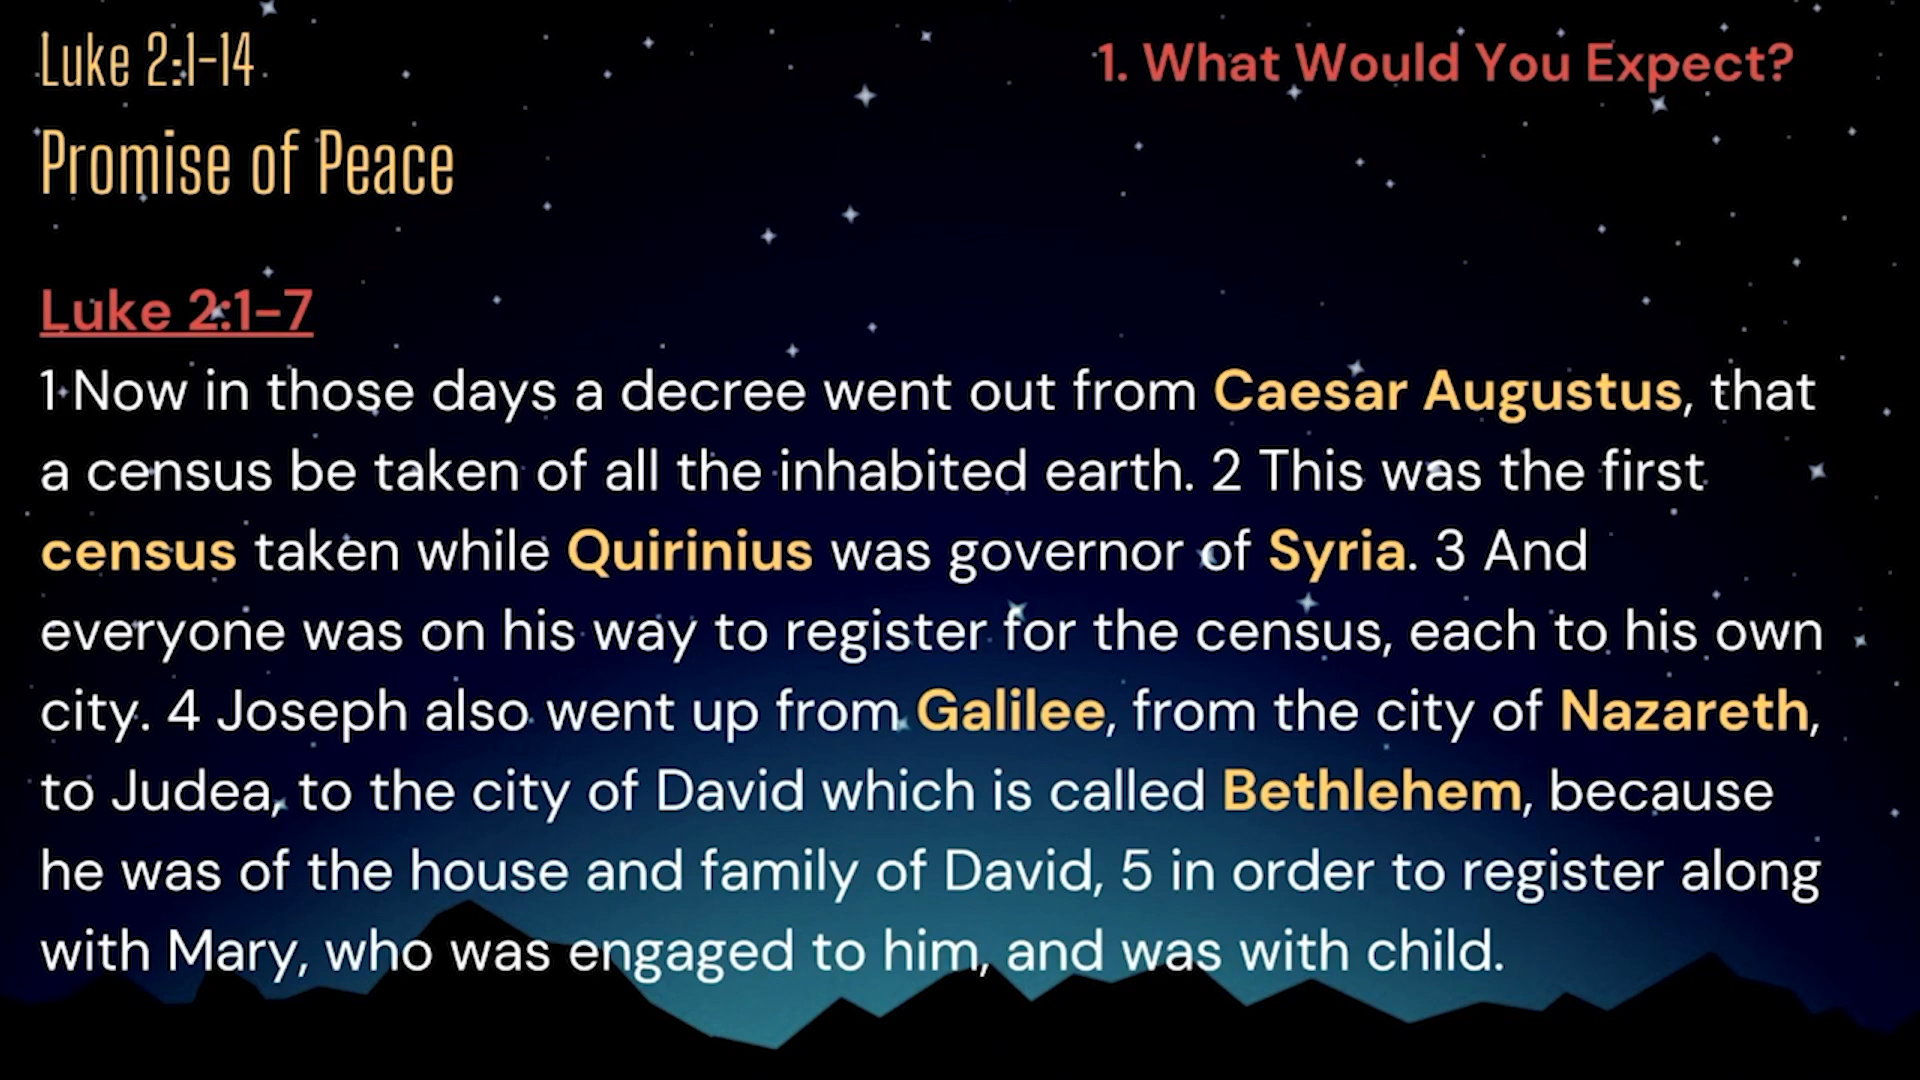 Luke 2:1-14
1. What Would You Expect?
Promise of Peace
Luke 2:1-7
1 Now in those days a decree went out from Caesar Augustus, that
a census be taken of all the inhabited earth. 2 This was the first
census taken while Quirinius was governor of Syria. 3 And
everyone was on his way to register for the census, each to his own
city. 4 Joseph also went up from Galilee, from the city of Nazareth,
to Judea, to the city of David which is called Bethlehem, because
he was of the house and family of David, 5 in order to register along
with Mary, who was engaged to him, and was with child.